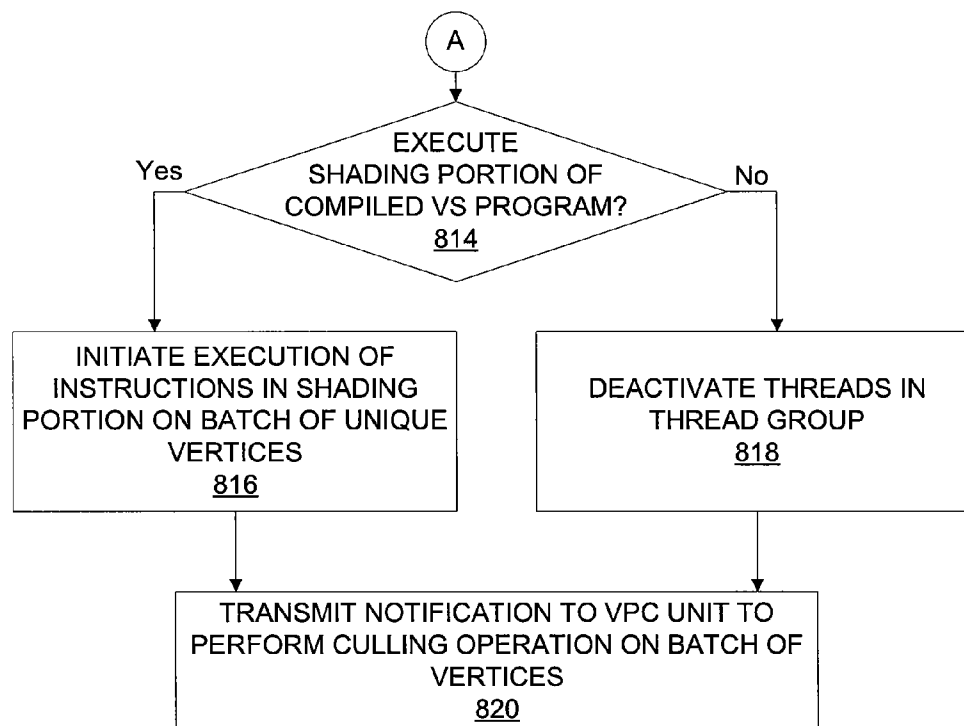 A
EXECUTE
SHADING PORTION OF
COMPILED VS PROGRAM?
814
Yes
No
INITIATE EXECUTION OF
INSTRUCTIONS IN SHADING
PORTION ON BATCH OF UNIQUE
VERTICES
816
DEACTIVATE THREADS IN
THREAD GROUP
818
TRANSMIT NOTIFICATION TO VPC UNIT TO
PERFORM CULLING OPERATION ON BATCH OF
VERTICES
820